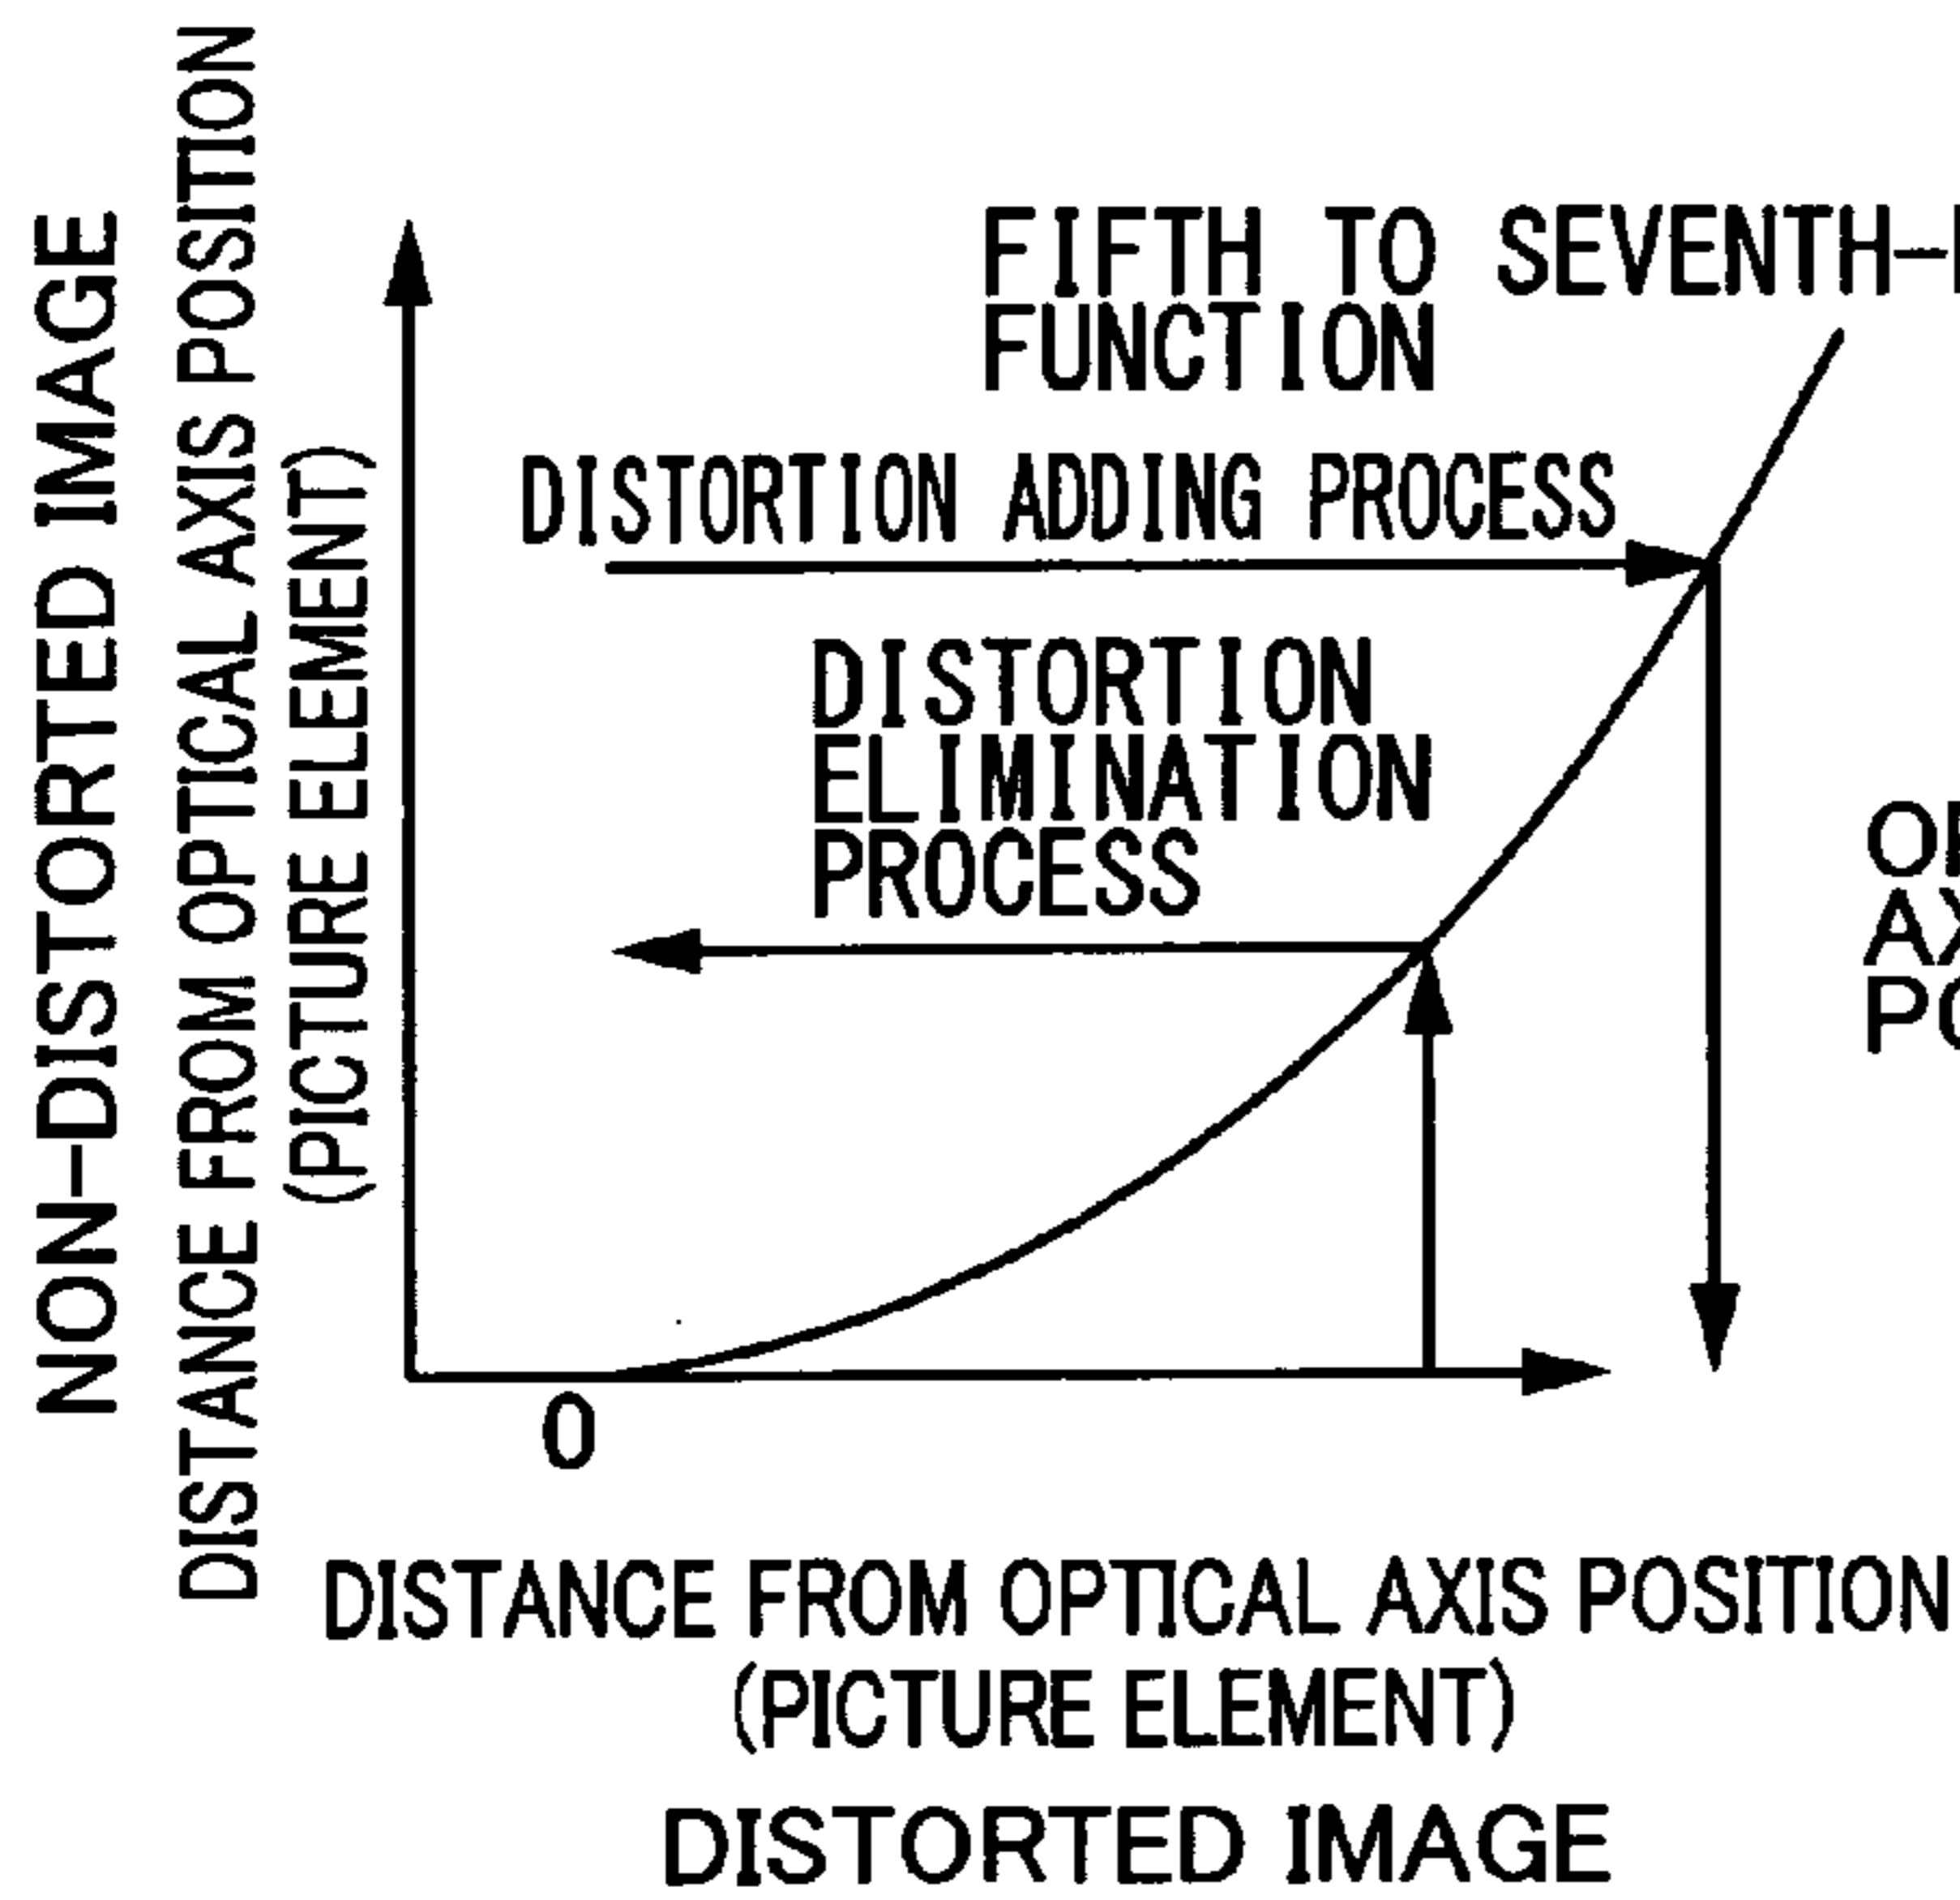 NON-DISTORTED IMAGE
DISTANCE FROM OPTICAL AXIS POSITION
(PICTURE ELEMENT)
FIFTH TO SEVENTH-
FUNCTION
DISTORTION ADDING PROCESS
DISTORTION
ELIMINATION
PROCESS
0
DISTANCE FROM OPTICAL AXIS POSITION
(PICTURE ELEMENT)
DISTORTED IMAGE